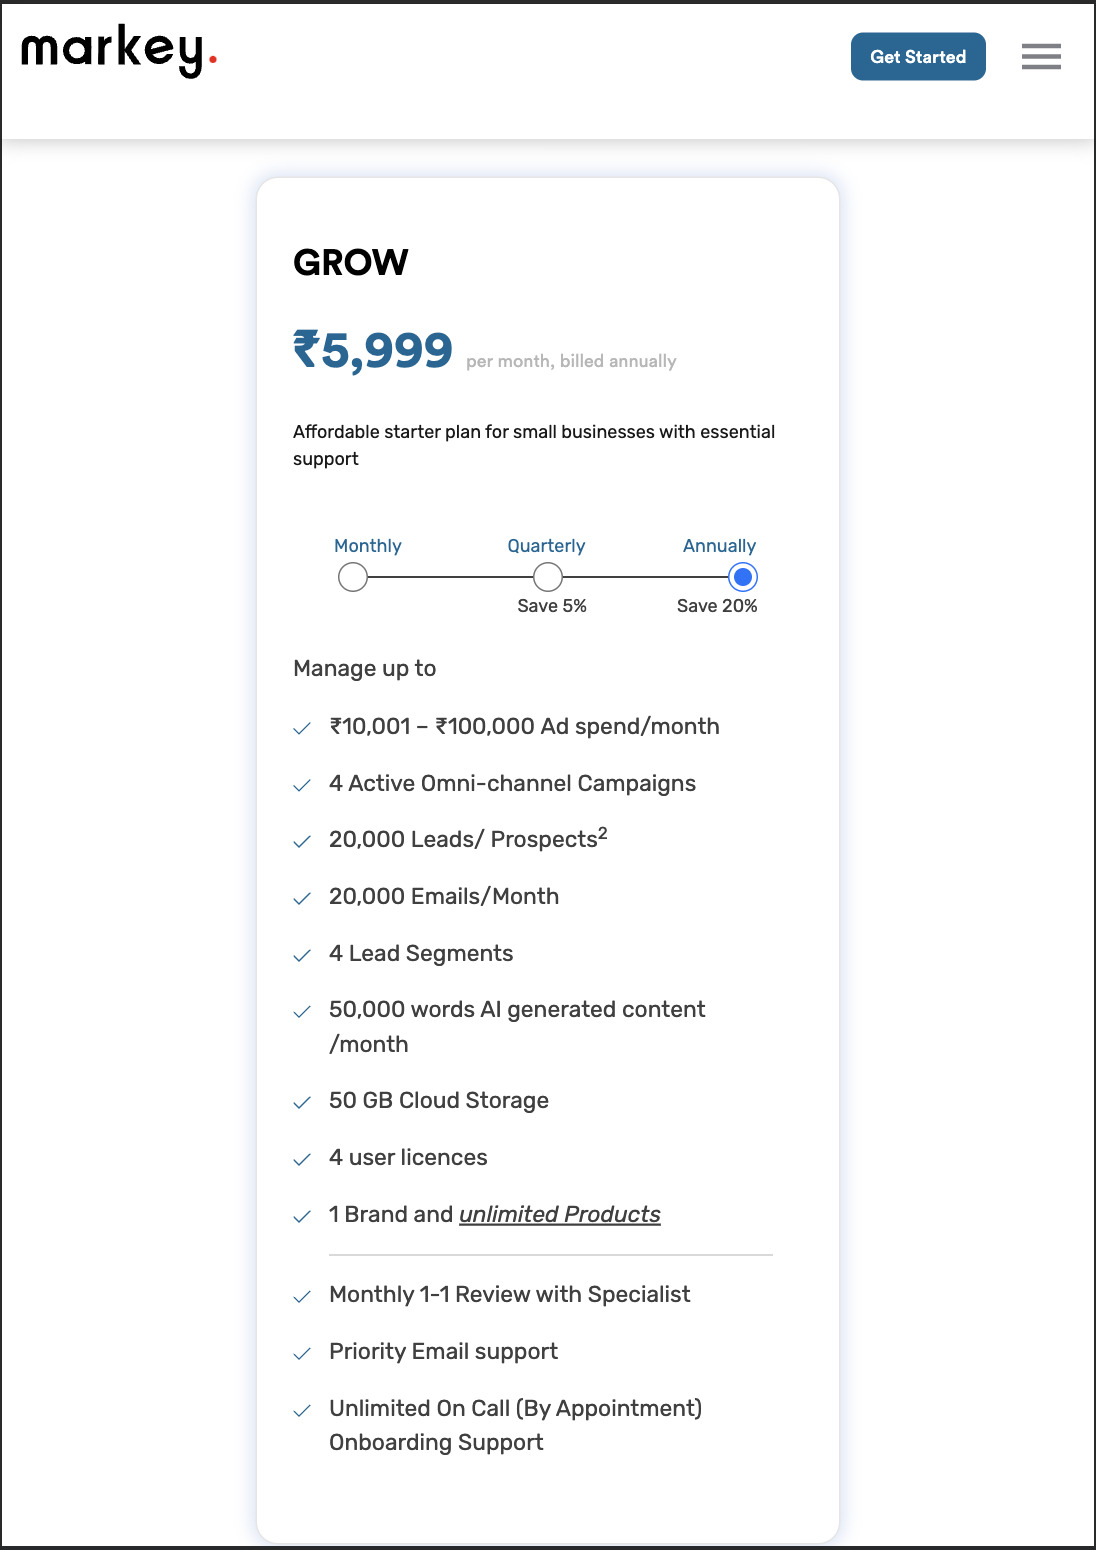 markey.
Get Started
GROW
₹5,999 per month, billed annually
Affordable starter plan for small businesses with essential
support
Monthly Quarterly Annually
Save 5% Save 20%
Manage up to
₹10,001 – ₹100,000 Ad spend/month
4 Active Omni-channel Campaigns
20,000 Leads/ Prospects²
20,000 Emails/Month
4 Lead Segments
50,000 words AI generated content
/month
50 GB Cloud Storage
4 user licences
1 Brand and unlimited Products
Monthly 1-1 Review with Specialist
Priority Email support
Unlimited On Call (By Appointment)
Onboarding Support